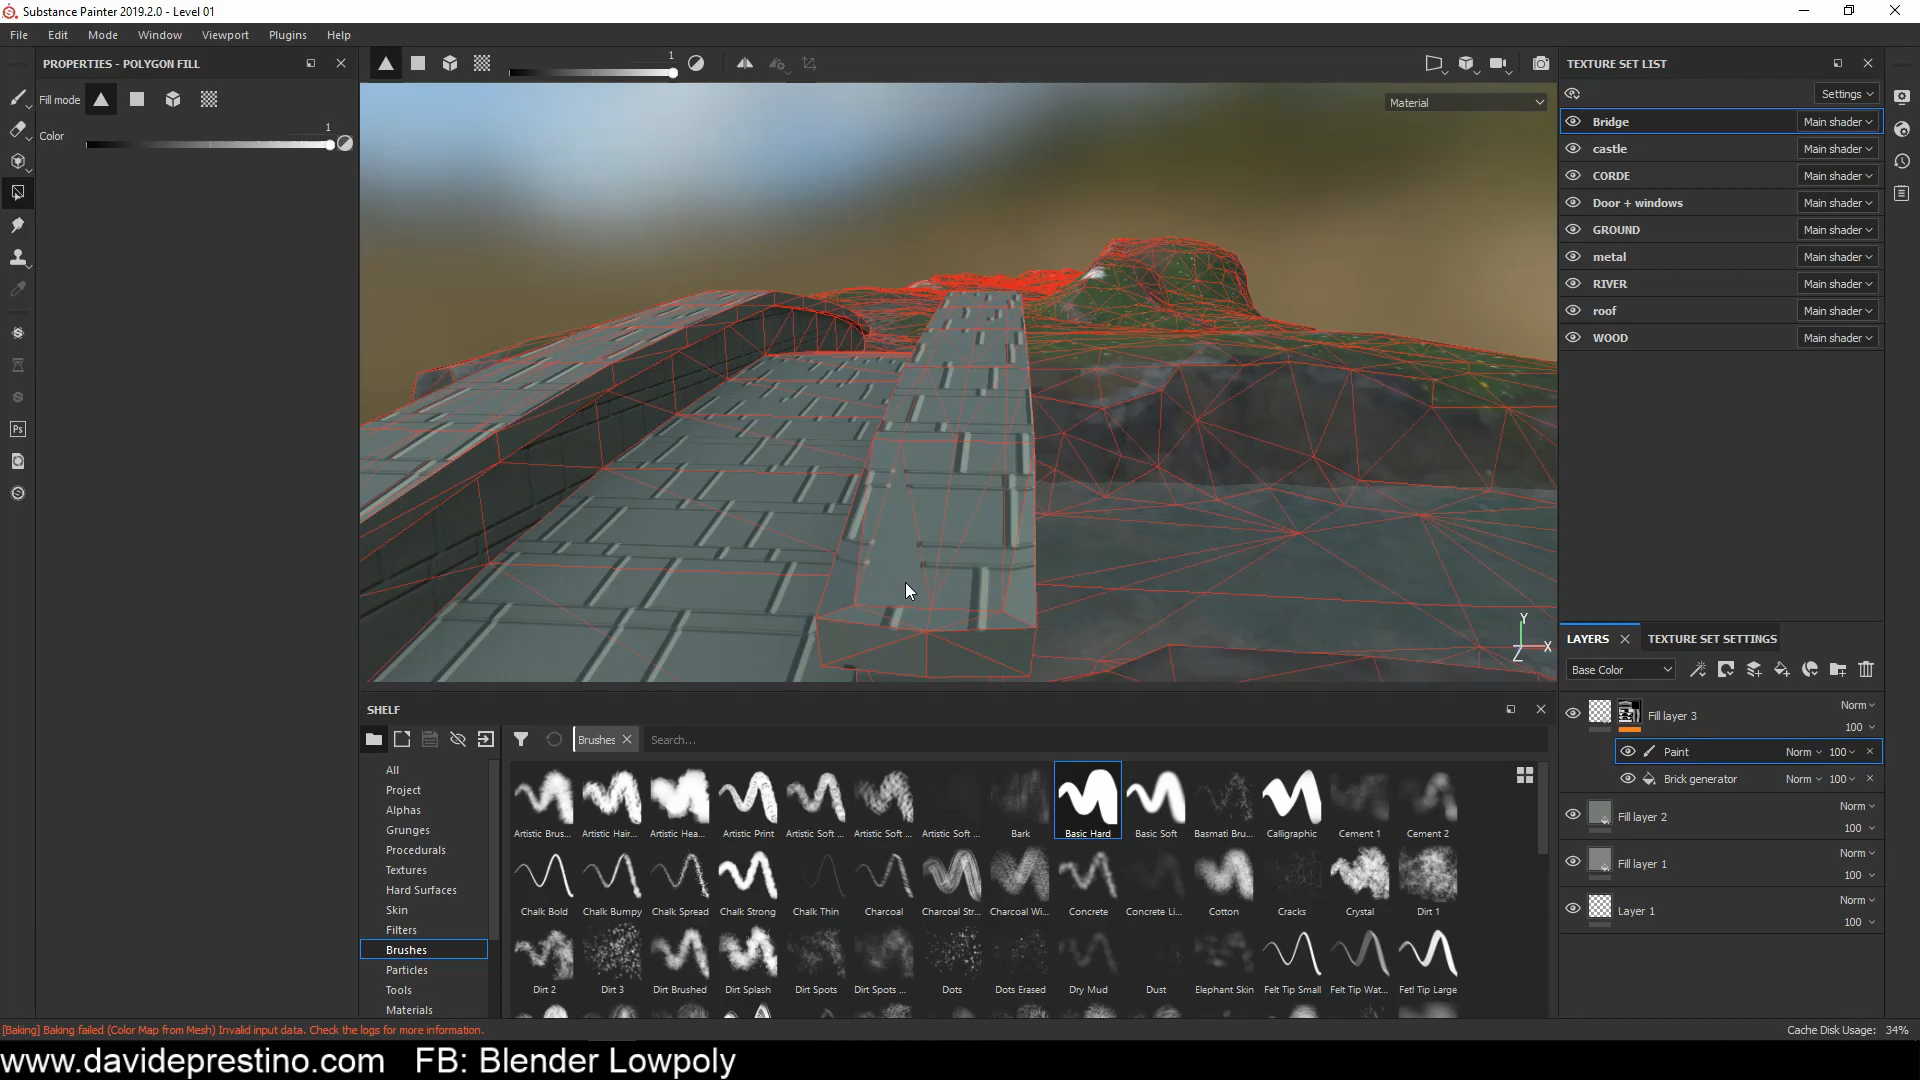 Substance Painter 2019.2.0 - Level 01
File Edit Mode Window Viewport Plugins Help
PROPERTIES - POLYGON FILL
Fill mode
Color
1
1
Material
Y
X
Z
TEXTURE SET LIST
Settings
Bridge Main shader
castle Main shader
CORDE Main shader
Door + windows Main shader
GROUND Main shader
metal Main shader
RIVER Main shader
roof Main shader
WOOD Main shader
LAYERS TEXTURE SET SETTINGS
Base Color
Fill layer 3 Norm
100
Paint Norm 100
Brick generator Norm 100
Fill layer 2 Norm
100
Fill layer 1 Norm
100
Layer 1 Norm
100
Ps
SHELF
Brushes Search...
All
Project
Alphas
Grunges
Procedurals
Textures
Hard Surfaces
Skin
Filters
Brushes
Particles
Tools
Materials
Artistic Brus... Artistic Hair... Artistic Hea... Artistic Print Artistic Soft ... Artistic Soft ... Artistic Soft ... Bark Basic Hard Basic Soft Basmati Bru... Calligraphic Cement 1 Cement 2
Chalk Bold Chalk Bumpy Chalk Spread Chalk Strong Chalk Thin Charcoal Charcoal Str... Charcoal Wi... Concrete Concrete Li... Cotton Cracks Crystal Dirt 1
Dirt 2 Dirt 3 Dirt Brushed Dirt Splash Dirt Spots Dirt Spots ... Dots Dots Erased Dry Mud Dust Elephant Skin Felt Tip Small Felt Tip Wat... Fetl Tip Large
[Baking] Baking failed (Color Map from Mesh) Invalid input data. Check the logs for more information.
Cache Disk Usage: 34%
www.davideprestino.com FB: Blender Lowpoly